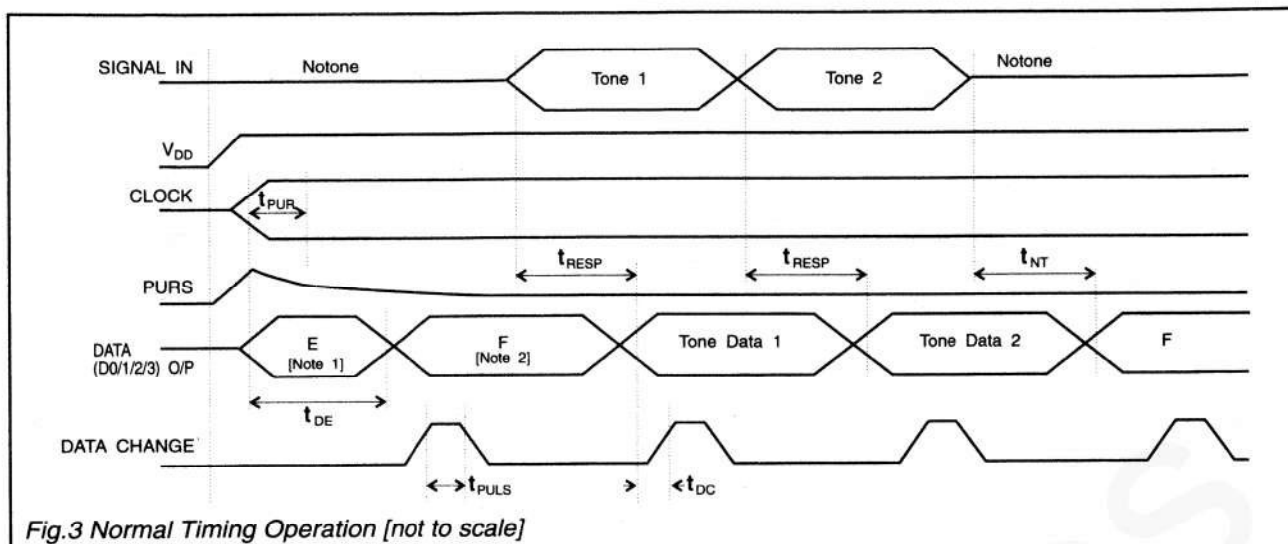 SIGNAL IN
Notone
Tone 1
Tone 2
Notone
VDD
CLOCK
tPUR
tRESP
tRESP
tNT
PURS
DATA
(D0/1/2/3) O/P
E
[Note 1]
F
[Note 2]
Tone Data 1
Tone Data 2
F
tDE
DATA CHANGE
tPULS
tDC
Fig.3 Normal Timing Operation [not to scale]